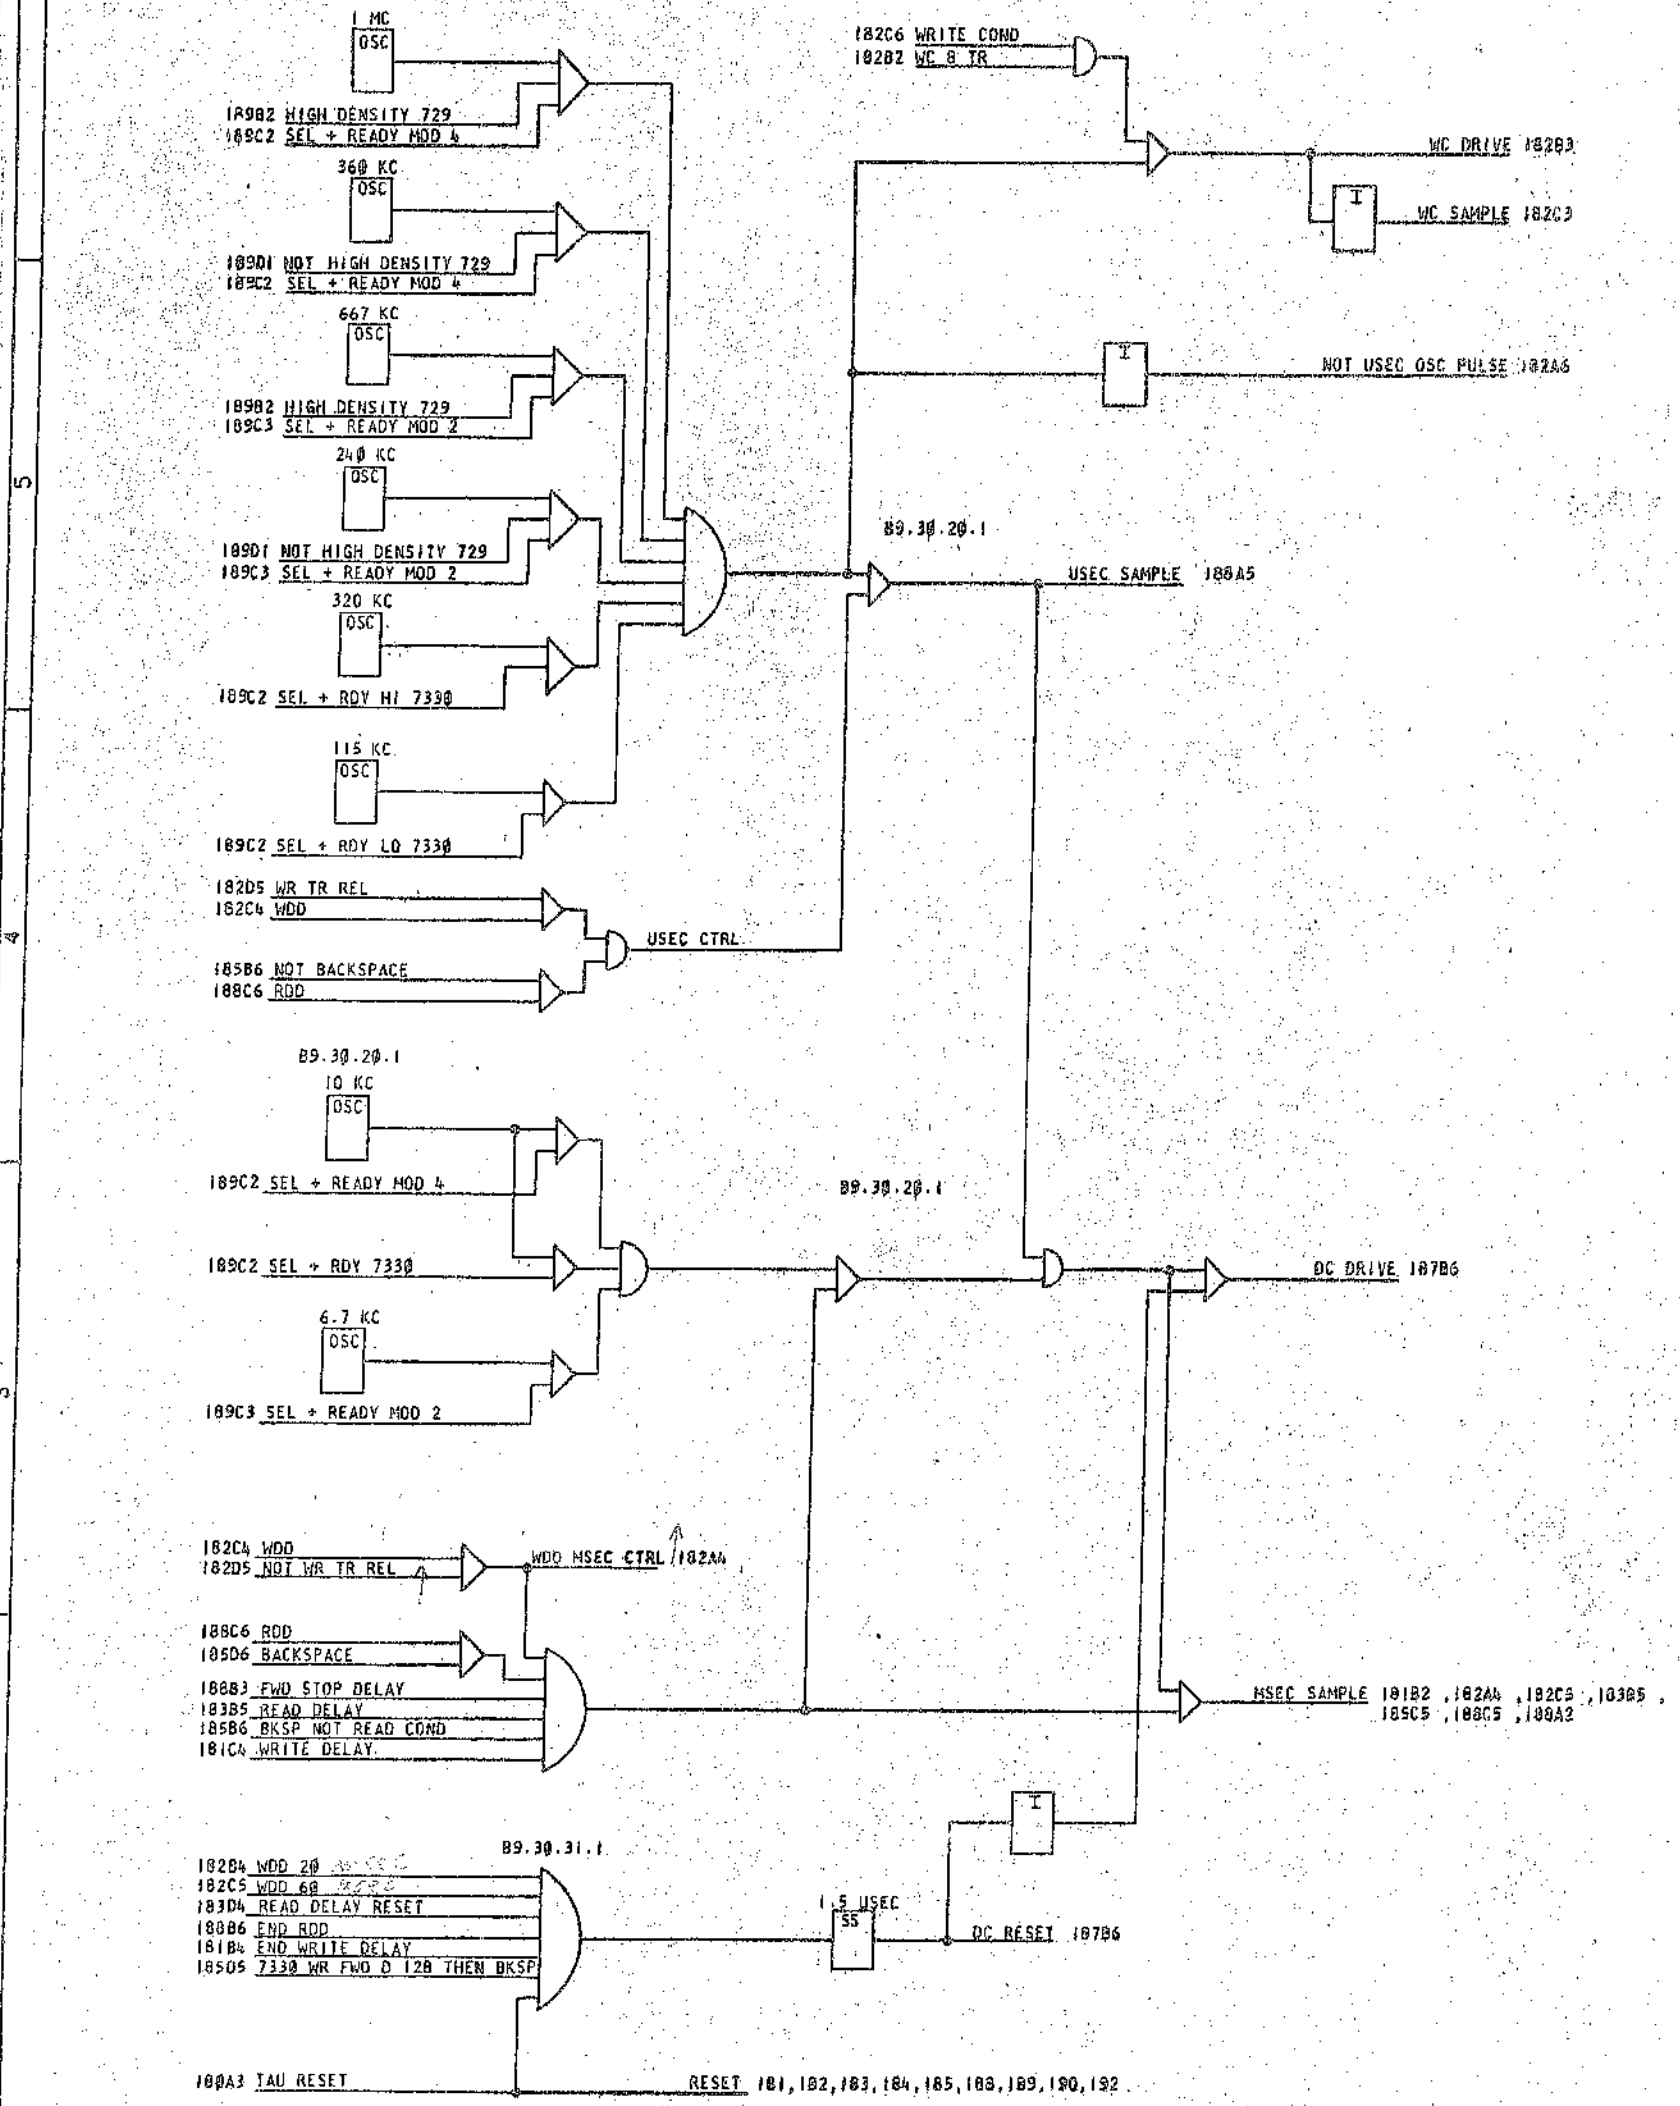 1 MC
OSC
189B2 HIGH DENSITY 729
189C2 SEL + READY MOD 4
360 KC
OSC
189D1 NOT HIGH DENSITY 729
189C2 SEL + READY MOD 4
667 KC
OSC
189B2 HIGH DENSITY 729
189C3 SEL + READY MOD 2
240 KC
OSC
189D1 NOT HIGH DENSITY 729
189C3 SEL + READY MOD 2
320 KC
OSC
189C2 SEL + RDY HI 7330
115 KC
OSC
189C2 SEL + RDY LO 7330
182D5 WR TR REL
182C4 WDD
USEC CTRL
185B6 NOT BACKSPACE
188C6 RDD
182C6 WRITE COND
182B2 WC 8 TR
WC DRIVE 182B3
I
WC SAMPLE 182C3
I
NOT USEC OSC PULSE 182A6
B9.30.20.1
USEC SAMPLE 188A5
5
4
3
B9.30.20.1
10 KC
OSC
189C2 SEL + READY MOD 4
189C2 SEL + RDY 7330
6.7 KC
OSC
189C3 SEL + READY MOD 2
B9.30.20.1
DC DRIVE 187B6
182C4 WDD
182D5 NOT WR TR REL
WDD MSEC CTRL 182A4
188C6 RDD
185D6 BACKSPACE
188B3 FWD STOP DELAY
183B5 READ DELAY
185B6 BKSP NOT READ COND
181C4 WRITE DELAY
MSEC SAMPLE 181B2 ,182A4 ,182C5 ,183B5 ,
185C5 ,188C5 ,188A2
I
B9.30.31.1
182B4 WDD 20
182C5 WDD 60
183D4 READ DELAY RESET
188B6 END RDD
181B4 END WRITE DELAY
185D5 7330 WR FWD D 128 THEN BKSP
1.5 USEC
SS
DC RESET 187B6
180A3 TAU RESET
RESET 181,182,183,184,185,188,189,190,192